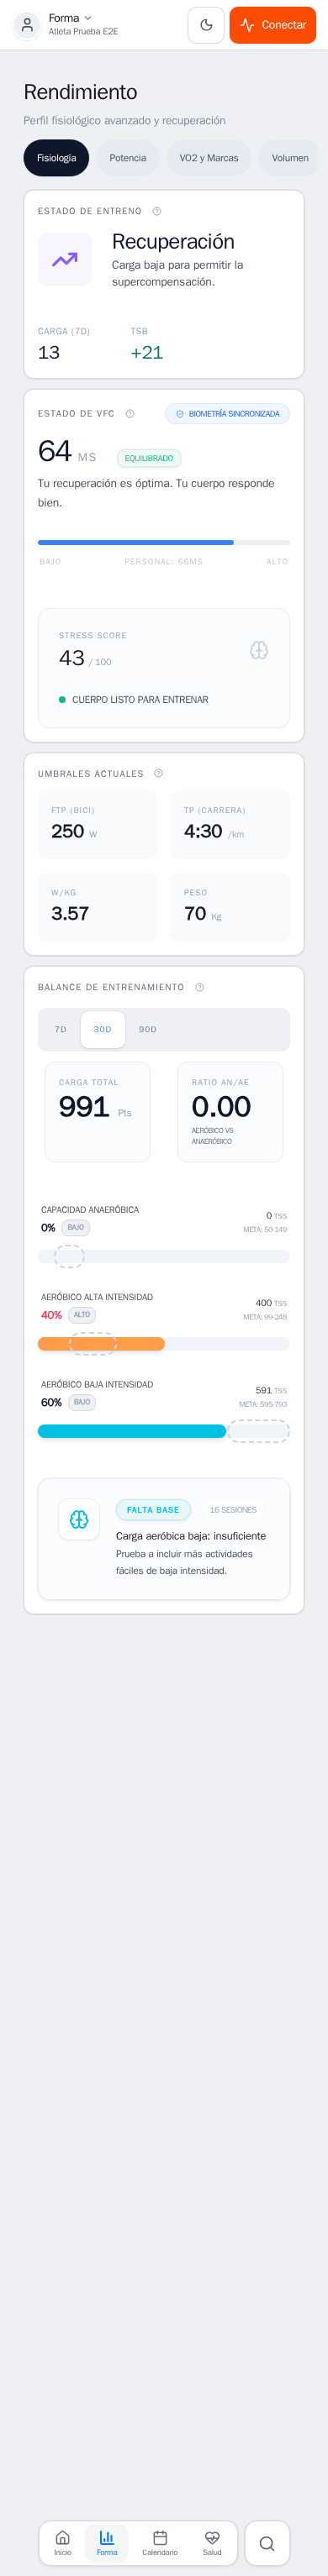 Forma
Atleta Prueba E2E
Conectar
Rendimiento
Perfil fisiológico avanzado y recuperación
Fisiología
Potencia
VO2 y Marcas
Volumen
ESTADO DE ENTRENO
Recuperación
Carga baja para permitir la
supercompensación.
CARGA (7D)
TSB
13
+21
ESTADO DE VFC
BIOMETRÍA SINCRONIZADA
64 MS
EQUILIBRADO
Tu recuperación es óptima. Tu cuerpo responde
bien.
BAJO
PERSONAL: 66MS
ALTO
STRESS SCORE
43 / 100
CUERPO LISTO PARA ENTRENAR
UMBRALES ACTUALES
FTP (BICI)
250 W
TP (CARRERA)
4:30 /km
W/KG
3.57
PESO
70 Kg
BALANCE DE ENTRENAMIENTO
7D
30D
90D
CARGA TOTAL
991 Pts
RATIO AN/AE
0.00
AERÓBICO VS
ANAERÓBICO
CAPACIDAD ANAERÓBICA
0% BAJO
0 TSS
META: 50-149
AERÓBICO ALTA INTENSIDAD
40% ALTO
400 TSS
META: 99-248
AERÓBICO BAJA INTENSIDAD
60% BAJO
591 TSS
META: 595-793
FALTA BASE
16 SESIONES
Carga aeróbica baja: insuficiente
Prueba a incluir más actividades
fáciles de baja intensidad.
Inicio
Forma
Calendario
Salud